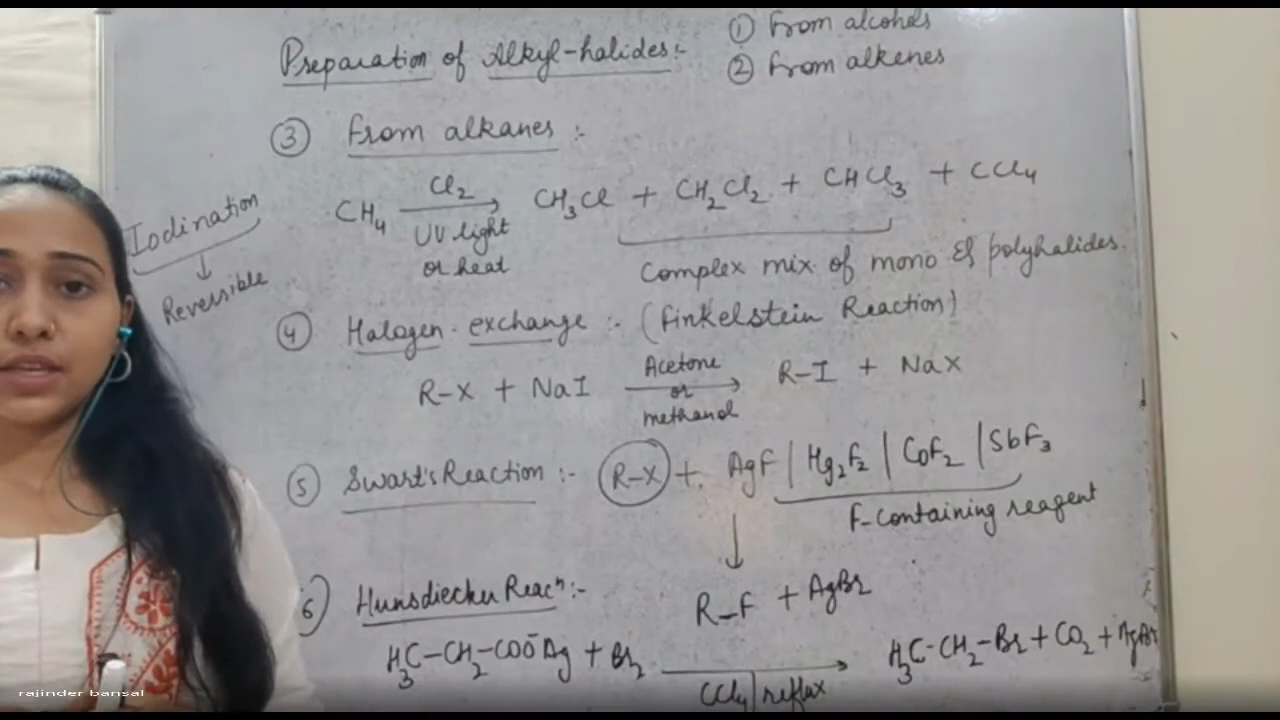 Preparation of Alkyl-halides:-
① From alcohols
② From alkenes
③ From alkanes :-
CH₄ —Cl₂ / UV light or heat→ CH₃Cl + CH₂Cl₂ + CHCl₃ + CCl₄
Complex mix of mono & polyhalides.
Iodination
↓
Reversible
④ Halogen exchange :- (Finkelstein Reaction)
R-X + NaI —Acetone or methanol→ R-I + NaX
⑤ Swart's Reaction :- R-X + AgF | Hg₂F₂ | CoF₂ | SbF₃
F-containing reagent
↓
R-F + AgBr
⑥ Hunsdiecker Reacⁿ:-
H₃C-CH₂-COO⁻Ag + Br₂ —CCl₄ | reflux→ H₃C-CH₂-Br + CO₂ + AgBr
rajinder bansal